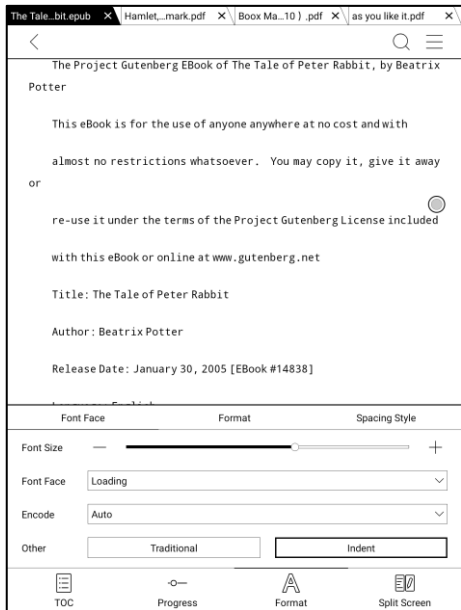 The Tale...bit.epub × Hamlet,...mark.pdf × Boox Ma...10 ) .pdf × as you like it.pdf ×
The Project Gutenberg EBook of The Tale of Peter Rabbit, by Beatrix
Potter
This eBook is for the use of anyone anywhere at no cost and with
almost no restrictions whatsoever. You may copy it, give it away
or
re-use it under the terms of the Project Gutenberg License included
with this eBook or online at www.gutenberg.net
Title: The Tale of Peter Rabbit
Author: Beatrix Potter
Release Date: January 30, 2005 [EBook #14838]
Font Face Format Spacing Style
Font Size
Font Face Loading
Encode Auto
Other Traditional Indent
TOC Progress Format Split Screen